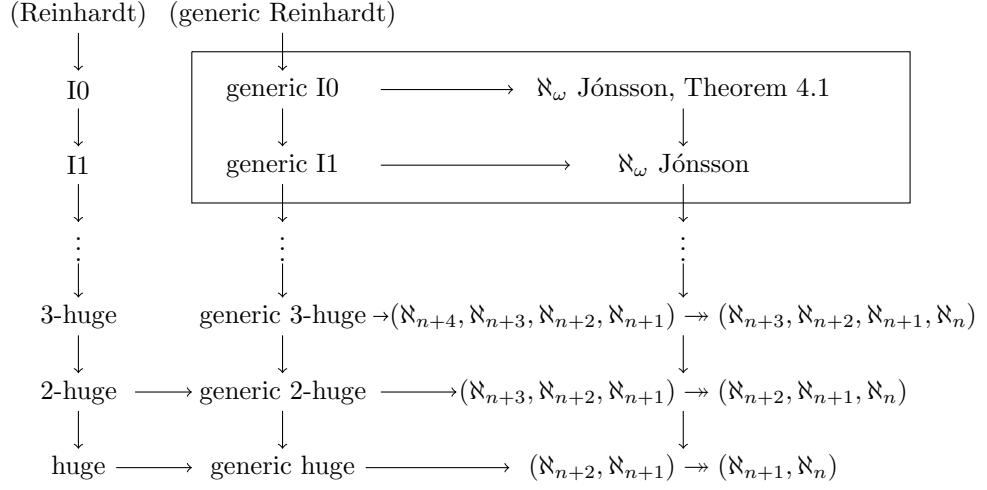 (Reinhardt) (generic Reinhardt)
I0 generic I0 ℵ_ω Jónsson, Theorem 4.1
I1 generic I1 ℵ_ω Jónsson
⋮ ⋮ ⋮
3-huge generic 3-huge →(ℵ_{n+4}, ℵ_{n+3}, ℵ_{n+2}, ℵ_{n+1}) ↠ (ℵ_{n+3}, ℵ_{n+2}, ℵ_{n+1}, ℵ_n)
2-huge → generic 2-huge → (ℵ_{n+3}, ℵ_{n+2}, ℵ_{n+1}) ↠ (ℵ_{n+2}, ℵ_{n+1}, ℵ_n)
huge → generic huge → (ℵ_{n+2}, ℵ_{n+1}) ↠ (ℵ_{n+1}, ℵ_n)